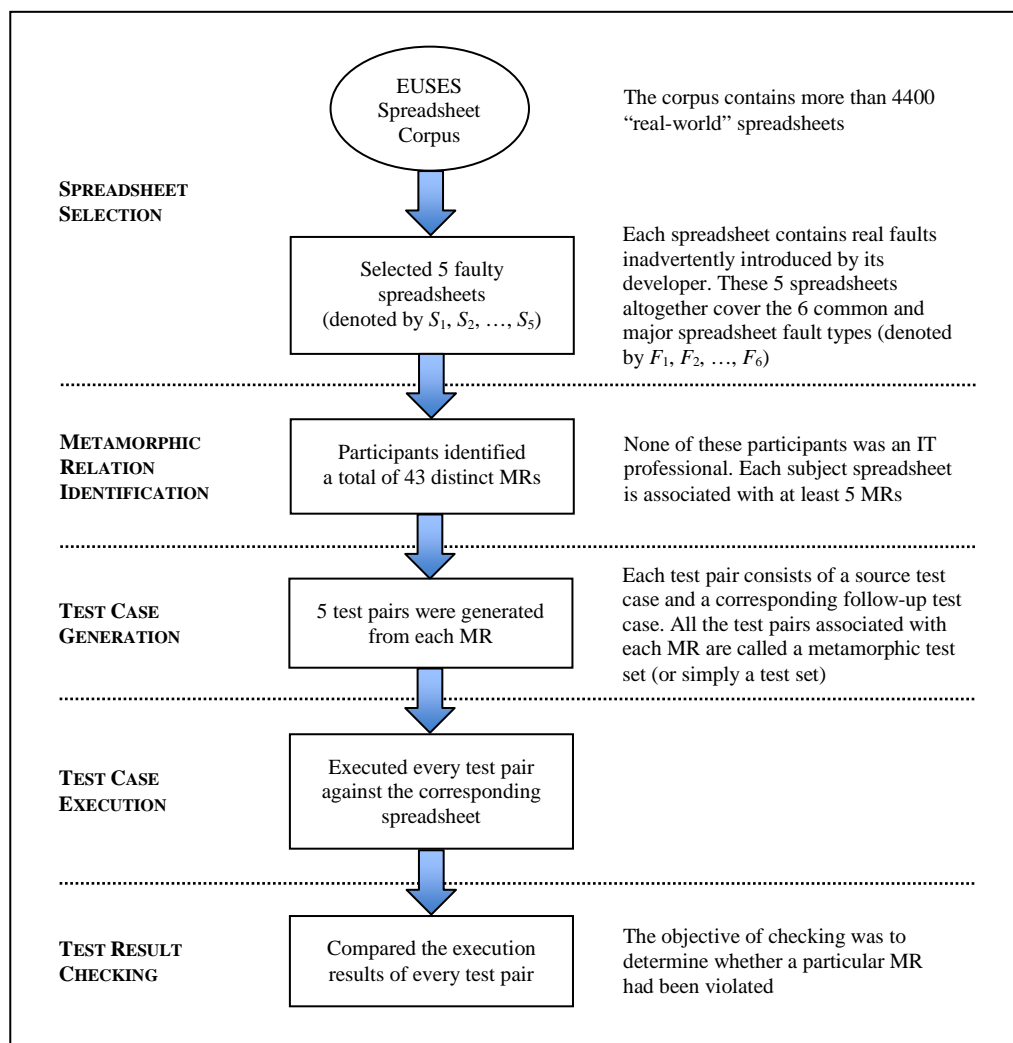 EUSES
Spreadsheet
Corpus
The corpus contains more than 4400
“real-world” spreadsheets
SPREADSHEET
SELECTION
Selected 5 faulty
spreadsheets
(denoted by S1, S2, …, S5)
Each spreadsheet contains real faults
inadvertently introduced by its
developer. These 5 spreadsheets
altogether cover the 6 common and
major spreadsheet fault types (denoted
by F1, F2, …, F6)
METAMORPHIC
RELATION
IDENTIFICATION
Participants identified
a total of 43 distinct MRs
None of these participants was an IT
professional. Each subject spreadsheet
is associated with at least 5 MRs
TEST CASE
GENERATION
5 test pairs were generated
from each MR
Each test pair consists of a source test
case and a corresponding follow-up test
case. All the test pairs associated with
each MR are called a metamorphic test
set (or simply a test set)
TEST CASE
EXECUTION
Executed every test pair
against the corresponding
spreadsheet
TEST RESULT
CHECKING
Compared the execution
results of every test pair
The objective of checking was to
determine whether a particular MR
had been violated